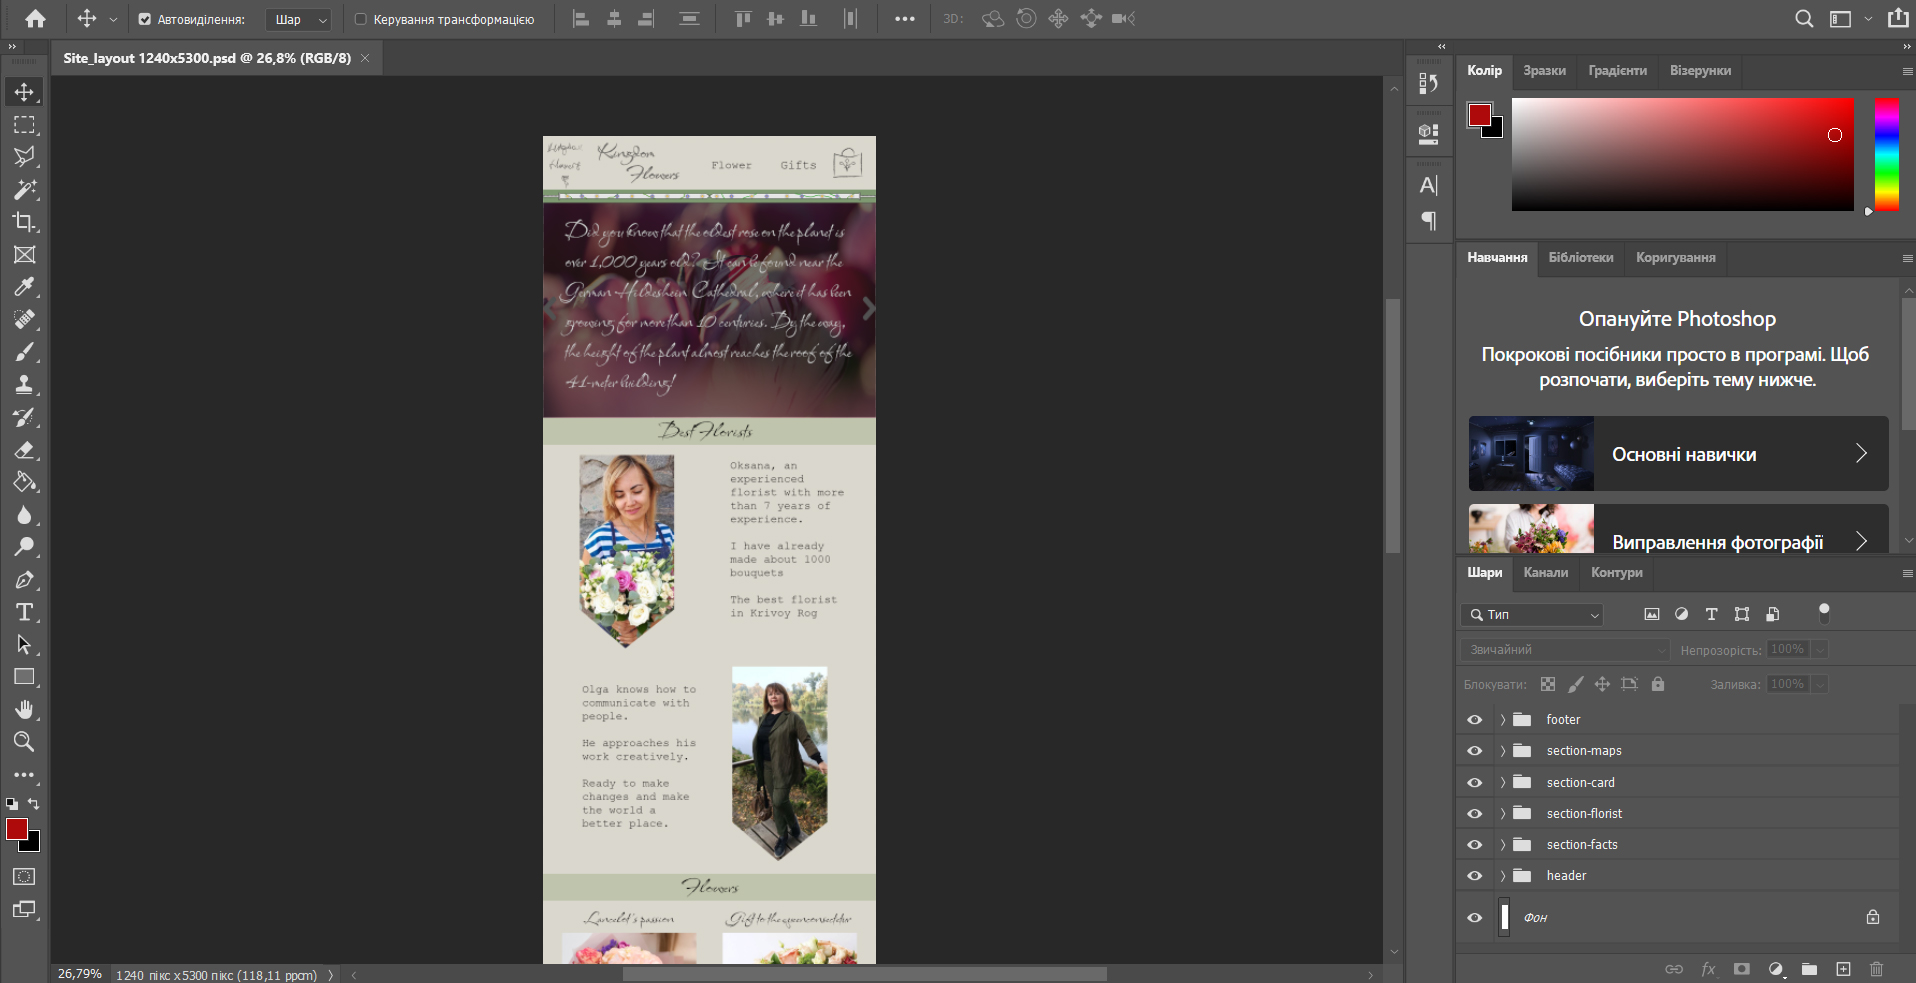 Автовиділення:
Шар
Керування трансформацією
3D:
Site_layout 1240x5300.psd @ 26,8% (RGB/8)
Kingdom
Flowers
Flower
Gifts
Did you know that the oldest rose on the planet is
over 1,000 years old? It can be found near the
German Hildesheim Cathedral, where it has been
growing for more than 10 centuries. By the way,
the height of the plant almost reaches the roof of the
41-meter building!
Best Florists
Oksana, an
experienced
florist with more
than 7 years of
experience.
I have already
made about 1000
bouquets
The best florist
in Krivoy Rog
Olga knows how to
communicate with
people.
He approaches his
work creatively.
Ready to make
changes and make
the world a
better place.
Flowers
Lancelot's passion
Gift to the
26,79%
1240 пікс x 5300 пікс (118,11 ppcm)
Колір
Зразки
Градієнти
Візерунки
Навчання
Бібліотеки
Коригування
Опануйте Photoshop
Покрокові посібники просто в програмі. Щоб
розпочати, виберіть тему нижче.
Основні навички
Виправлення фотографії
Шари
Канали
Контури
Тип
Звичайний
Непрозорість:
100%
Блокувати:
Заливка:
100%
footer
section-maps
section-card
section-florist
section-facts
header
Фон